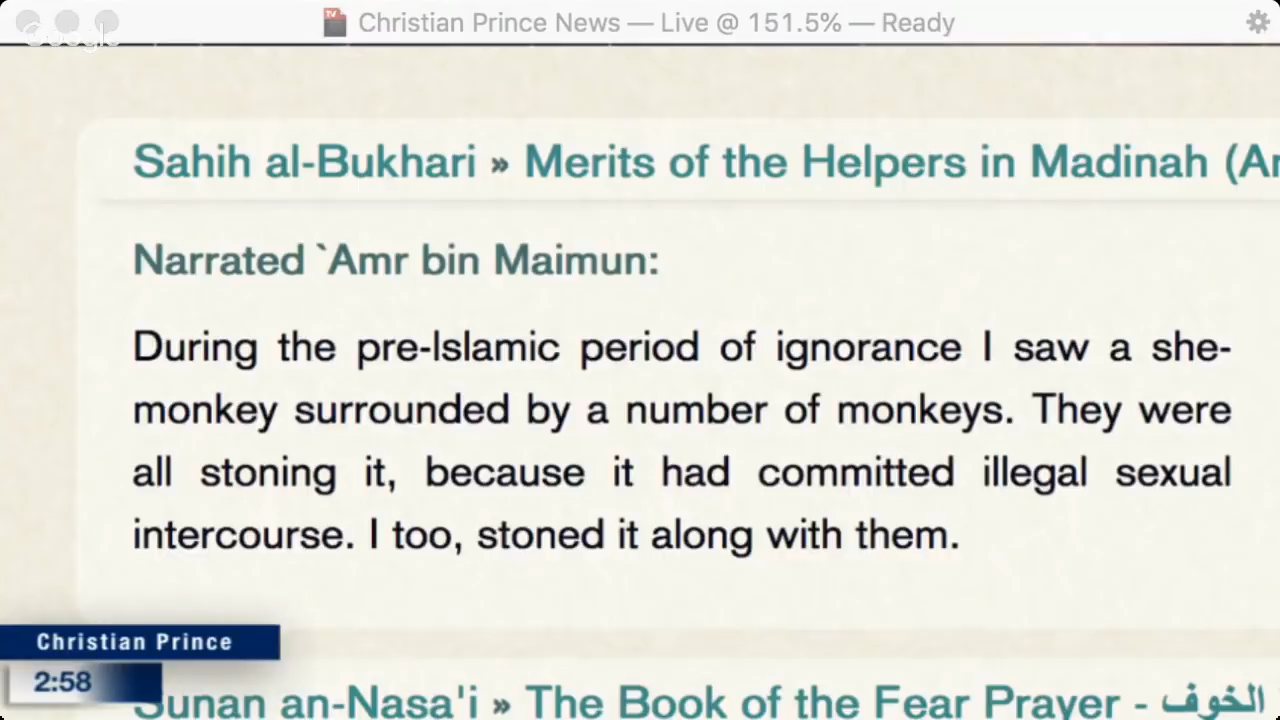 Christian Prince News — Live @ 151.5% — Ready
Google
Sahih al-Bukhari » Merits of the Helpers in Madinah (Ar
Narrated `Amr bin Maimun:
During the pre-Islamic period of ignorance I saw a she-
monkey surrounded by a number of monkeys. They were
all stoning it, because it had committed illegal sexual
intercourse. I too, stoned it along with them.
Christian Prince
2:58
Sunan an-Nasa'i » The Book of the Fear Prayer - الخوف